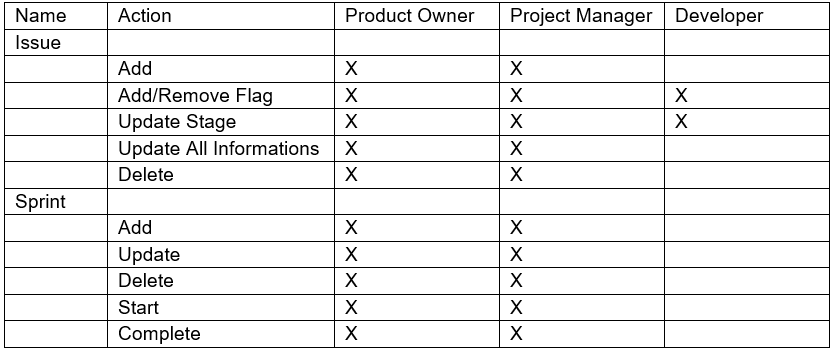 Name Action Product Owner Project Manager Developer
Issue
Add X X
Add/Remove Flag X X X
Update Stage X X X
Update All Informations X X
Delete X X
Sprint
Add X X
Update X X
Delete X X
Start X X
Complete X X